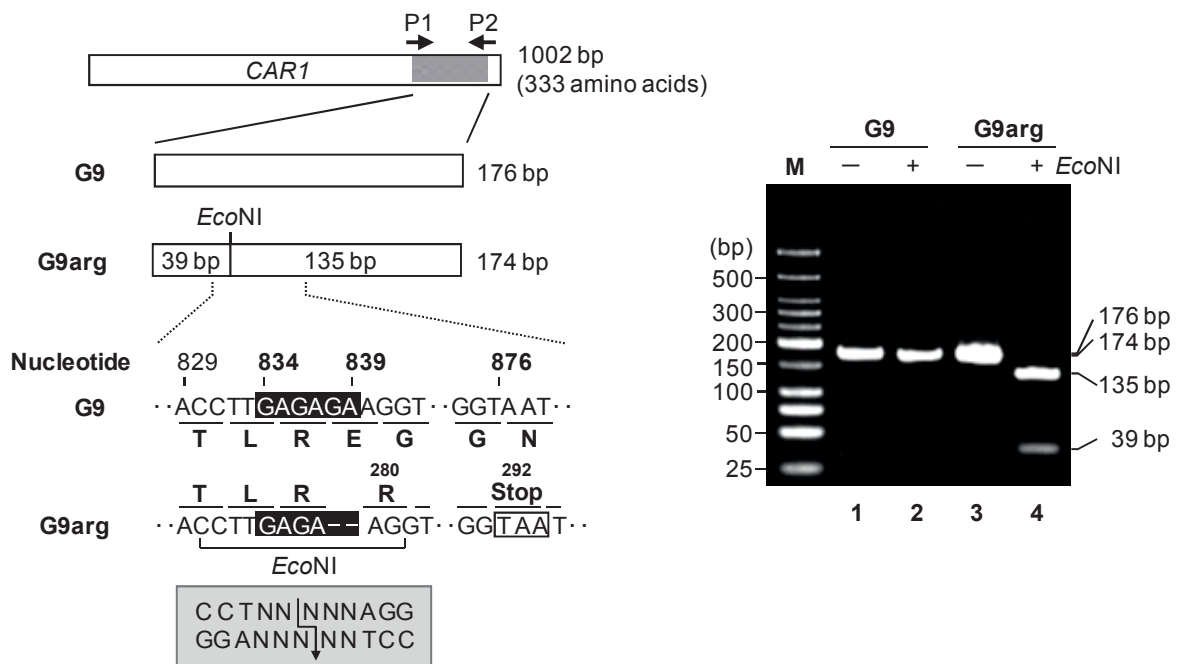 P1 P2
CAR1
1002 bp
(333 amino acids)
G9
176 bp
EcoNI
G9arg
39 bp
135 bp
174 bp
Nucleotide
829
834
839
876
G9
··ACCTTGAGAGAAGGT··GGTAAT··
T L R E G G N
280 292
T L R R Stop
G9arg
··ACCTTGAGA--AGGT··GGTAAT··
EcoNI
CCTNNNNNAGG
GGANNNNNTCC
G9 G9arg
M − + − + EcoNI
(bp)
500
300
200
150
100
50
25
176 bp
174 bp
135 bp
39 bp
1 2 3 4